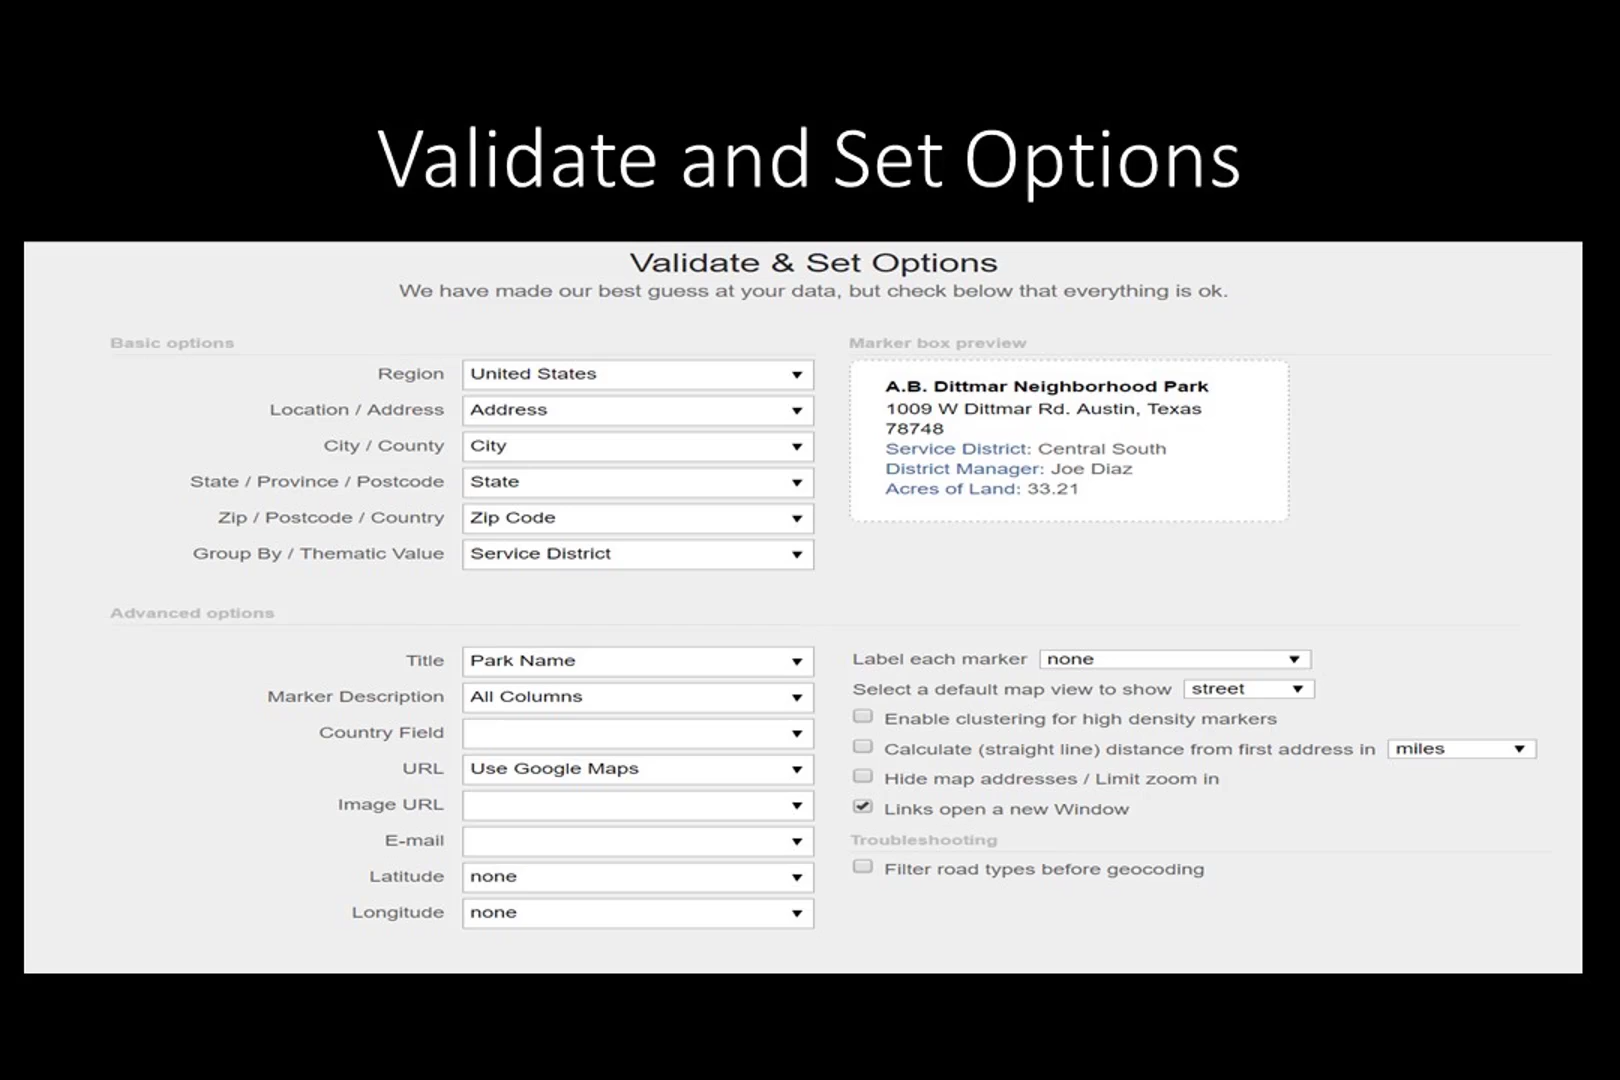 Validate and Set Options
Validate & Set Options
We have made our best guess at your data, but check below that everything is ok.
Basic options
Region United States
Location / Address Address
City / County City
State / Province / Postcode State
Zip / Postcode / Country Zip Code
Group By / Thematic Value Service District
Marker box preview
A.B. Dittmar Neighborhood Park
1009 W Dittmar Rd. Austin, Texas
78748
Service District: Central South
District Manager: Joe Diaz
Acres of Land: 33.21
Advanced options
Title Park Name
Marker Description All Columns
Country Field
URL Use Google Maps
Image URL
E-mail
Latitude none
Longitude none
Label each marker none
Select a default map view to show street
Enable clustering for high density markers
Calculate (straight line) distance from first address in miles
Hide map addresses / Limit zoom in
Links open a new Window
Troubleshooting
Filter road types before geocoding